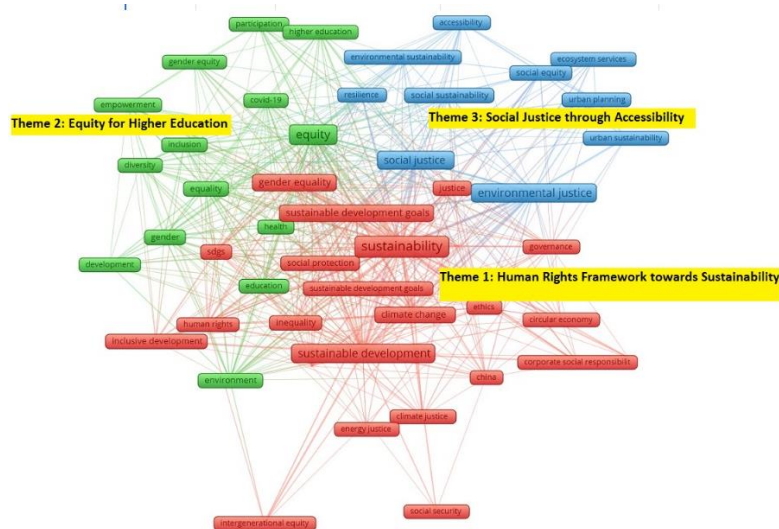 participation
higher education
accessibility
gender equity
environmental sustainability
ecosystem services
social equity
empowerment
covid-19
resilience
social sustainability
urban planning
Theme 2: Equity for Higher Education
Theme 3: Social Justice through Accessibility
equity
urban sustainability
inclusion
diversity
social justice
gender equality
justice
equality
environmental justice
sustainable development goals
health
gender
sdgs
sustainability
governance
development
social protection
Theme 1: Human Rights Framework towards Sustainability
education
sustainable development goals
ethics
human rights
inequality
climate change
circular economy
inclusive development
sustainable development
corporate social responsibilit
environment
china
climate justice
energy justice
social security
intergenerational equity